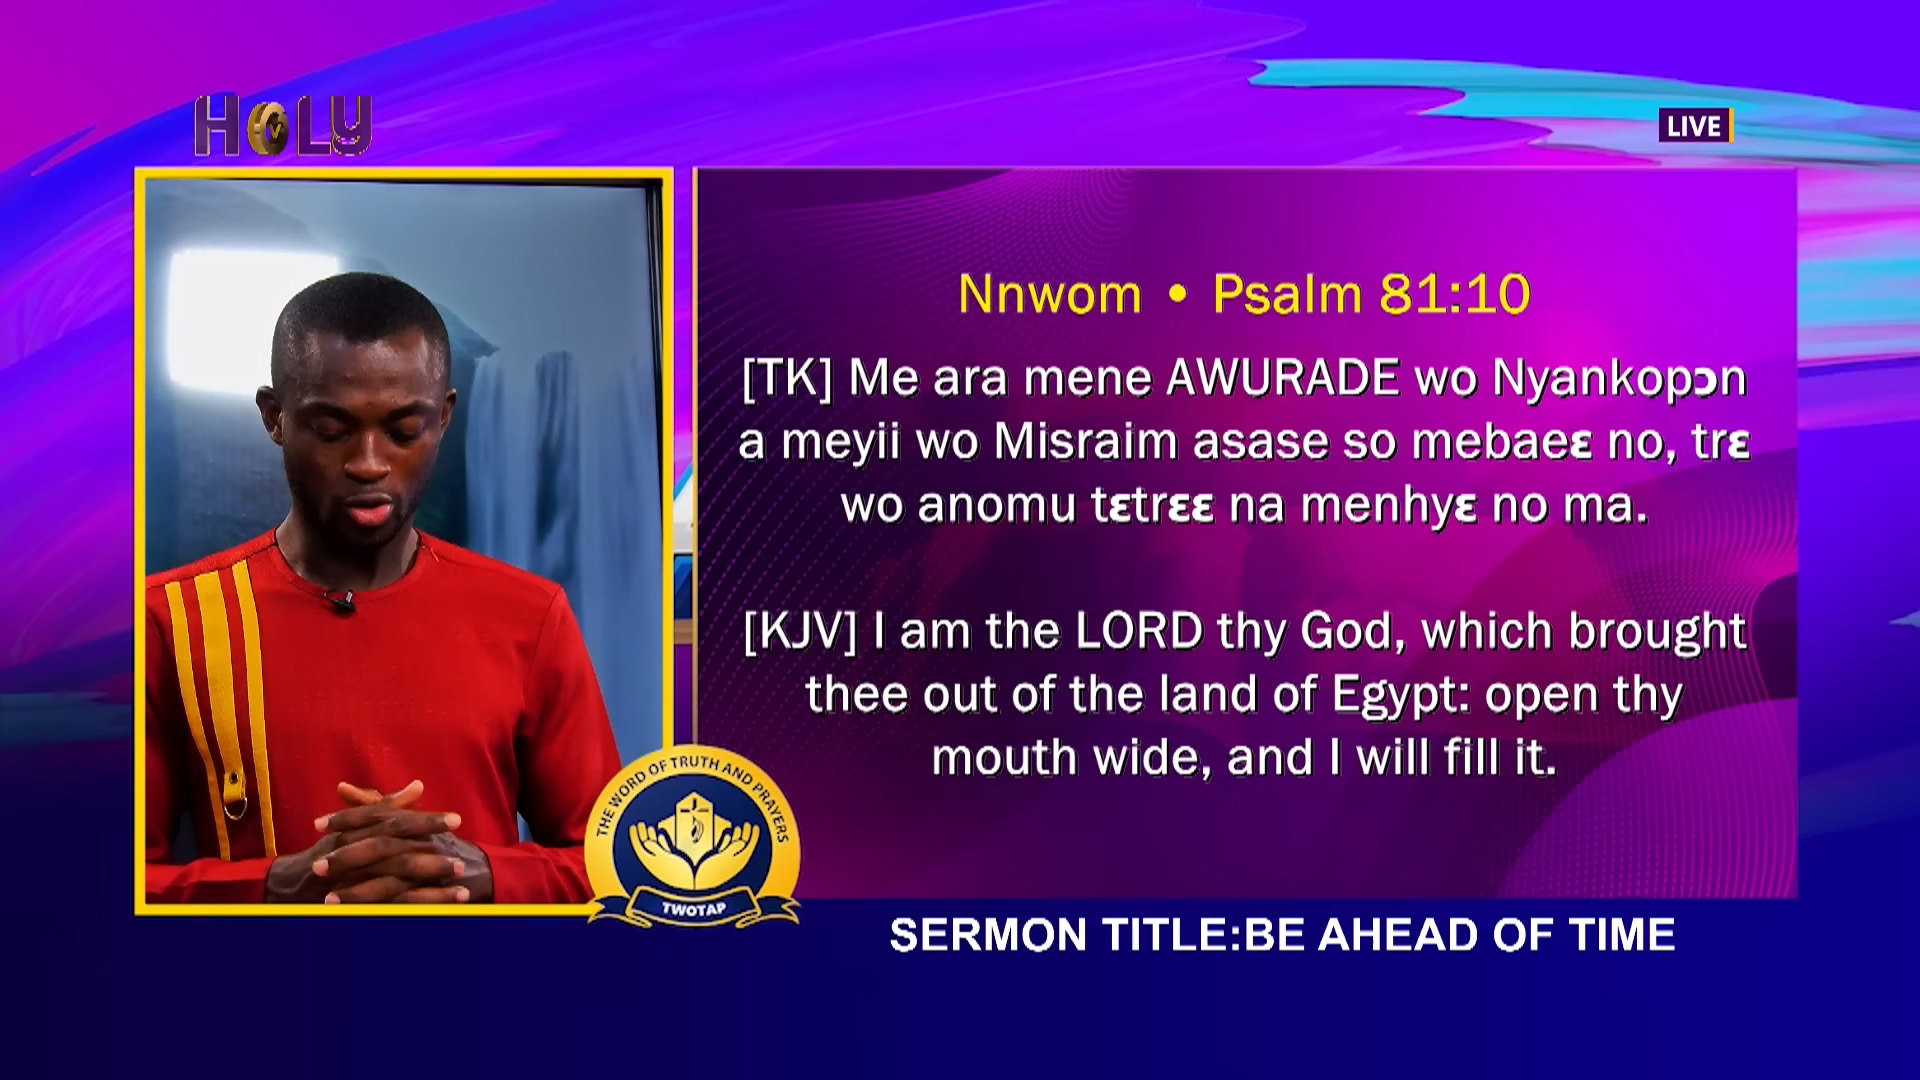 HOLY
LIVE
Nnwom • Psalm 81:10
[TK] Me ara mene AWURADE wo Nyankopɔn
a meyii wo Misraim asase so mebaeɛ no, trɛ
wo anomu tɛtrɛɛ na menhyɛ no ma.
[KJV] I am the LORD thy God, which brought
thee out of the land of Egypt: open thy
mouth wide, and I will fill it.
THE WORD OF TRUTH AND PRAYERS
TWOTAP
SERMON TITLE:BE AHEAD OF TIME